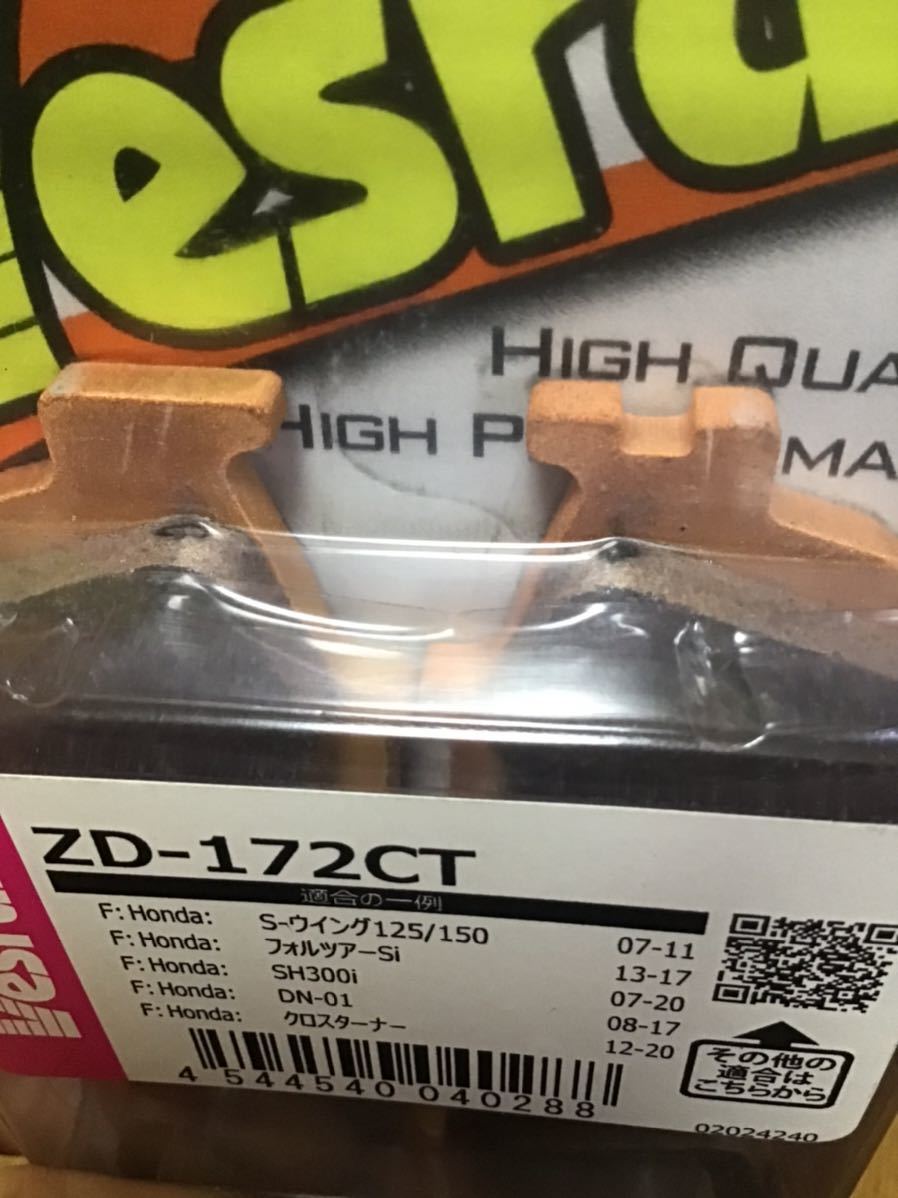 esra
HIGH QUA
HIGH P
MA
ZD-172CT
適合の一例
F: Honda: S-ウイング125/150 07-11
F: Honda: フォルツァーSi 13-17
F: Honda: SH300i 07-20
F: Honda: DN-01 08-17
F: Honda: クロスターナー 12-20
その他の
適合は
こちらから
4 544540 040288
02024240